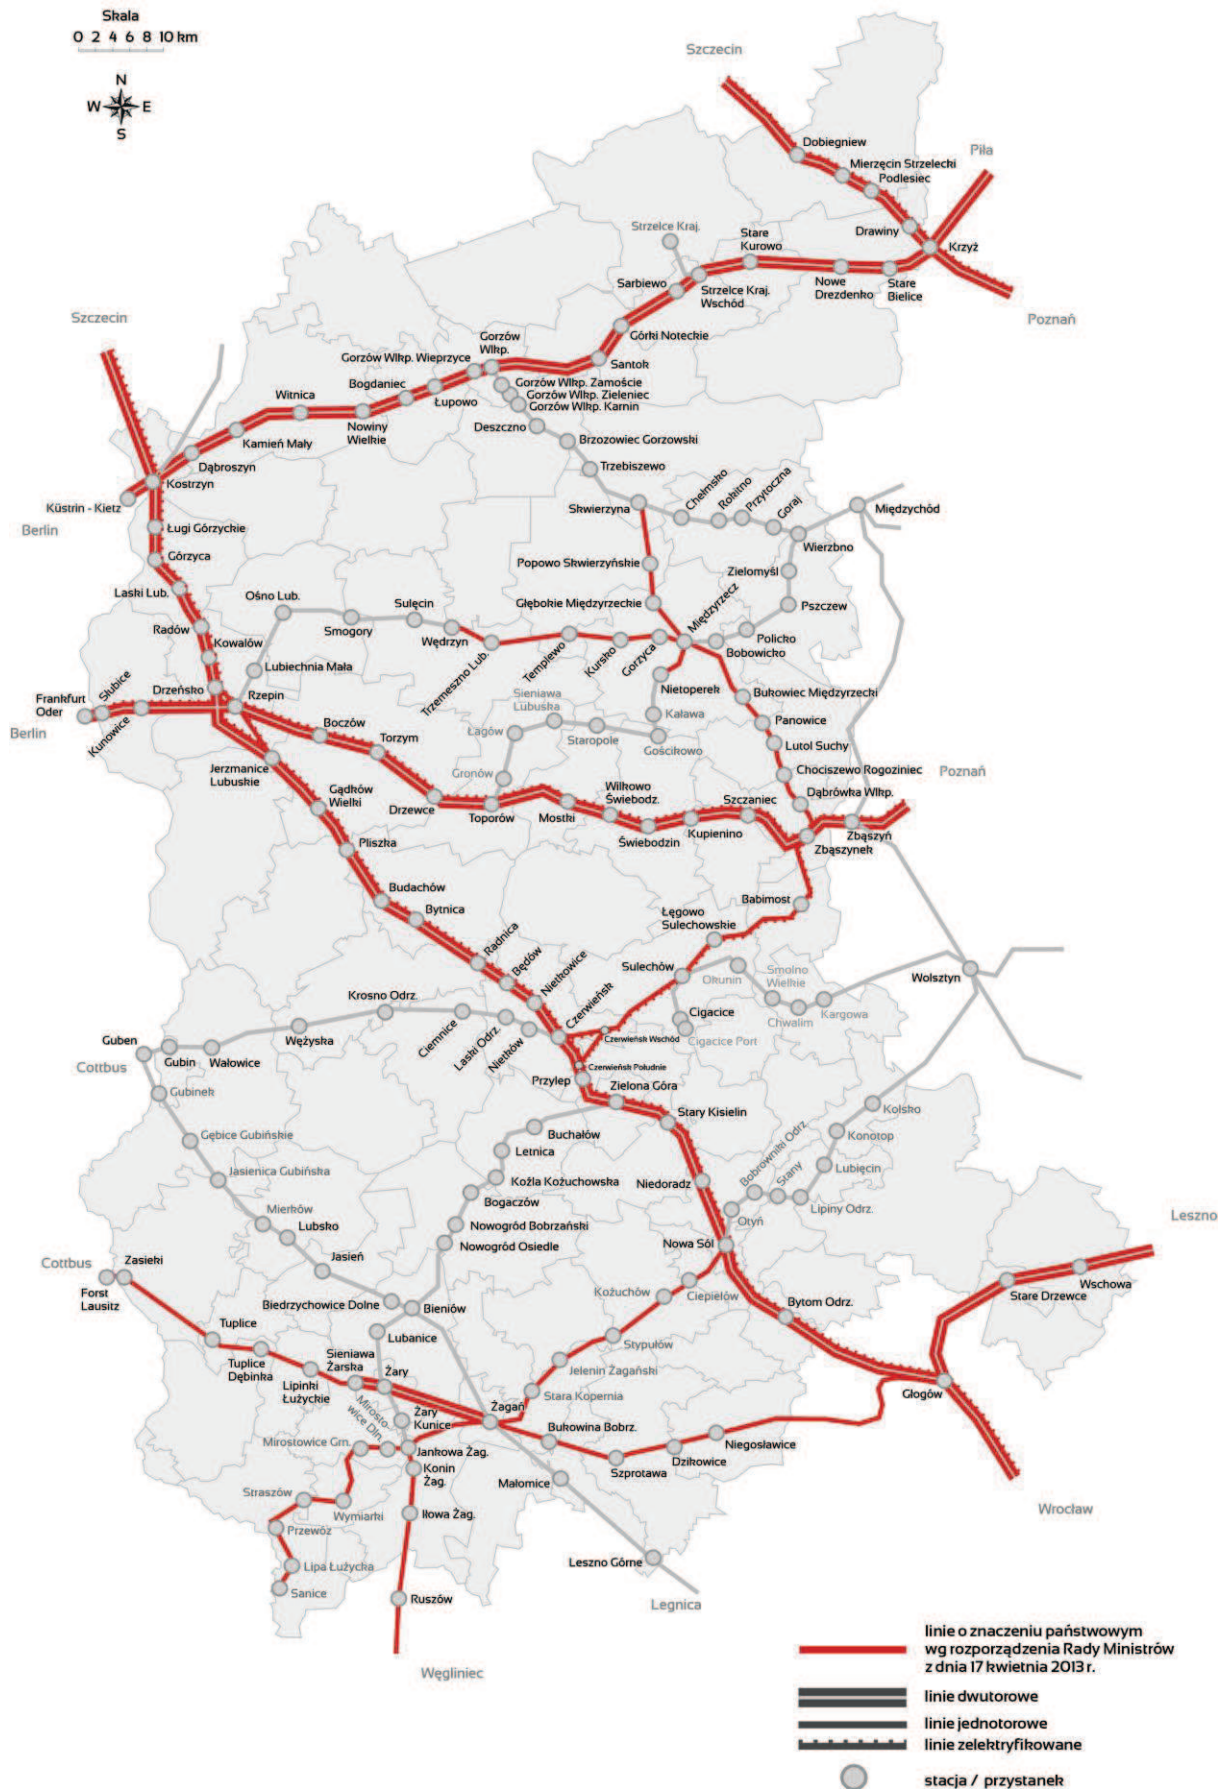 Skala
0 2 4 6 8 10 km
N
W E
S
Szczecin
Dobiegniew
Piła
Mierzęcin Strzelecki
Podlesiec
Strzelce Kraj.
Stare
Kurowo
Drawiny
Krzyż
Sarbiewo
Strzelce Kraj.
Wschód
Nowe
Drezdenko
Stare
Bielice
Szczecin
Poznań
Górki Noteckie
Gorzów
Wlkp.
Gorzów Wlkp. Wieprzyce
Santok
Bogdaniec
Gorzów Wlkp. Zamoście
Gorzów Wlkp. Zieleniec
Gorzów Wlkp. Karnin
Witnica
Łupowo
Nowiny
Wielkie
Deszczno
Kamień Mały
Brzozowiec Gorzowski
Dąbroszyn
Trzebiszewo
Kostrzyn
Küstrin - Kietz
Skwierzyna
Chełmsko
Rokitno
Przytoczna
Goraj
Międzychód
Berlin
Ługi Górzyckie
Wierzbno
Górzyca
Popowo Skwierzyńskie
Zielomyśl
Laski Lub.
Ośno Lub.
Sulęcin
Głębokie Międzyrzeckie
Pszczew
Radów
Smogory
Wędrzyn
Międzyrzecz
Policko
Kowalów
Bobowicko
Trzemeszno Lub.
Templewo
Kursko
Gorzyca
Lubiechnia Mała
Drzeńsko
Rzepin
Nietoperek
Bukowiec Międzyrzecki
Frankfurt
Oder
Słubice
Kunowice
Sieniawa
Lubuska
Kaława
Panowice
Berlin
Boczów
Łagów
Staropole
Gościkowo
Lutol Suchy
Torzym
Jerzmanice
Lubuskie
Gronów
Chociszewo Rogoziniec
Poznań
Gądków
Wielki
Wilkowo
Świebodz.
Szczaniec
Dąbrówka Wlkp.
Drzewce
Toporów
Mostki
Świebodzin
Kupienino
Zbąszyń
Zbąszynek
Pliszka
Budachów
Babimost
Bytnica
Łęgowo
Sulechowskie
Radnica
Będów
Nietkowice
Sulechów
Okunin
Smolno
Wielkie
Wolsztyn
Krosno Odrz.
Czerwieńsk
Cigacice
Chwalim
Kargowa
Ciemnice
Laski Odrz.
Nietków
Czerwieńsk Wschód
Cigacice Port
Wężyska
Guben
Gubin
Wałowice
Czerwieńsk Południe
Cottbus
Przylep
Zielona Góra
Gubinek
Stary Kisielin
Kolsko
Buchałów
Konotop
Gębice Gubińskie
Letnica
Bobrowniki Odrz.
Stany
Lubięcin
Jasienica Gubińska
Koźla Kożuchowska
Niedoradz
Bogaczów
Otyń
Lipiny Odrz.
Mierków
Lubsko
Nowogród Bobrzański
Leszno
Nowogród Osiedle
Nowa Sól
Cottbus
Zasieki
Jasień
Wschowa
Forst
Lausitz
Kożuchów
Ciepielów
Stare Drzewce
Biedrzychowice Dolne
Bieniów
Bytom Odrz.
Tuplice
Lubanice
Stypułów
Tuplice
Dębinka
Sieniawa
Żarska
Żary
Jelenin Żagański
Lipinki
Łużyckie
Stara Kopernia
Głogów
Mirosto-
wice Dln.
Żary
Kunice
Żagań
Bukowina Bobrz.
Mirostowice Grn.
Jankowa Żag.
Niegosławice
Konin
Żag.
Szprotawa
Dzikowice
Straszów
Małomice
Wymiarki
Iłowa Żag.
Wrocław
Przewóz
Lipa Łużycka
Leszno Górne
Sanice
Ruszów
Legnica
Węgliniec
linie o znaczeniu państwowym
wg rozporządzenia Rady Ministrów
z dnia 17 kwietnia 2013 r.
linie dwutorowe
linie jednotorowe
linie zelektryfikowane
stacja / przystanek